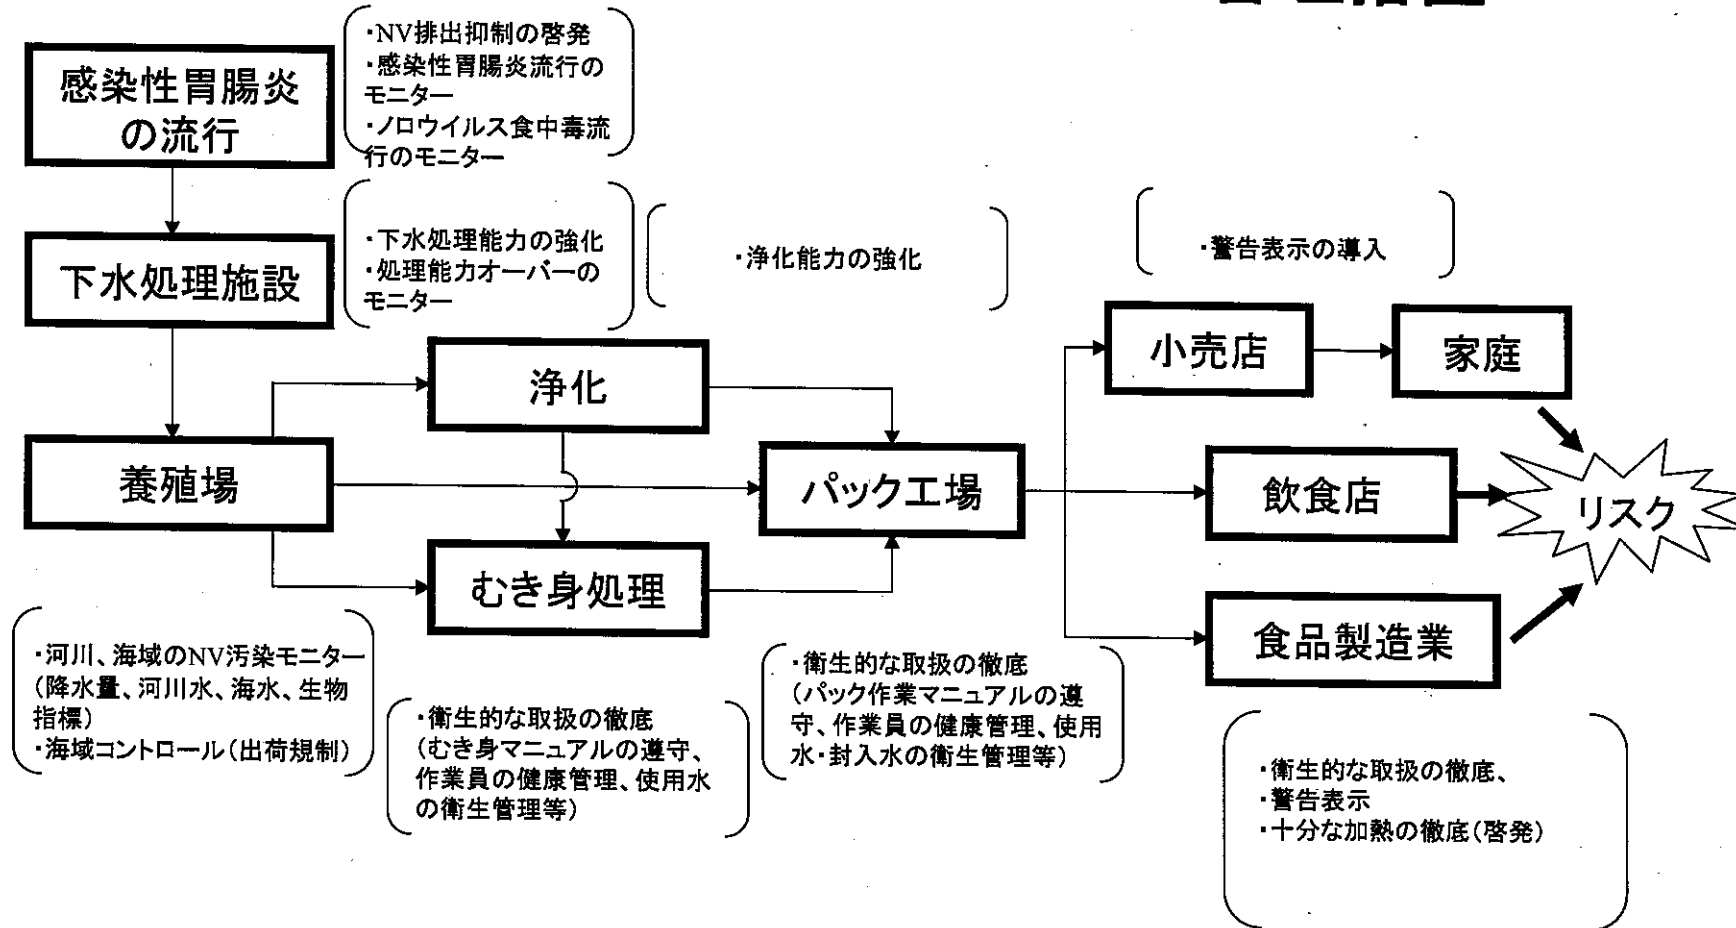 ・NV排出抑制の啓発
・感染性胃腸炎流行の
モニター
・ノロウイルス食中毒流
行のモニター
感染性胃腸炎
の流行
・下水処理能力の強化
・処理能力オーバーの
モニター
下水処理施設
・浄化能力の強化
・警告表示の導入
小売店
家庭
浄化
養殖場
パック工場
飲食店
リスク
むき身処理
食品製造業
・河川、海域のNV汚染モニター
(降水量、河川水、海水、生物
指標)
・海域コントロール(出荷規制)
・衛生的な取扱の徹底
(むき身マニュアルの遵守、
作業員の健康管理、使用水
の衛生管理等)
・衛生的な取扱の徹底
(パック作業マニュアルの遵
守、作業員の健康管理、使用
水・封入水の衛生管理等)
・衛生的な取扱の徹底、
・警告表示
・十分な加熱の徹底(啓発)